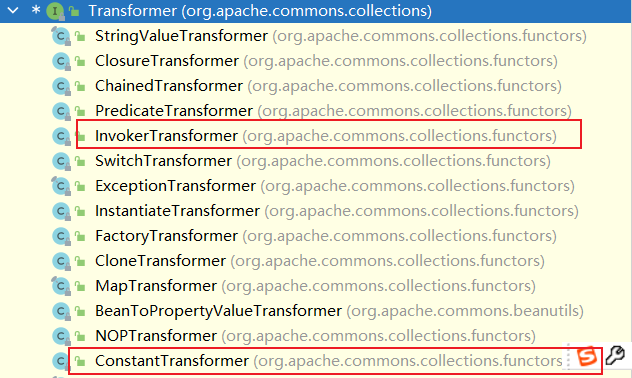 Transformer (org.apache.commons.collections)
StringValueTransformer (org.apache.commons.collections.functors)
ClosureTransformer (org.apache.commons.collections.functors)
ChainedTransformer (org.apache.commons.collections.functors)
PredicateTransformer (org.apache.commons.collections.functors)
InvokerTransformer (org.apache.commons.collections.functors)
SwitchTransformer (org.apache.commons.collections.functors)
ExceptionTransformer (org.apache.commons.collections.functors)
InstantiateTransformer (org.apache.commons.collections.functors)
FactoryTransformer (org.apache.commons.collections.functors)
CloneTransformer (org.apache.commons.collections.functors)
MapTransformer (org.apache.commons.collections.functors)
BeanToPropertyValueTransformer (org.apache.commons.beanutils)
NOPTransformer (org.apache.commons.collections.functors)
ConstantTransformer (org.apache.commons.collections.functors